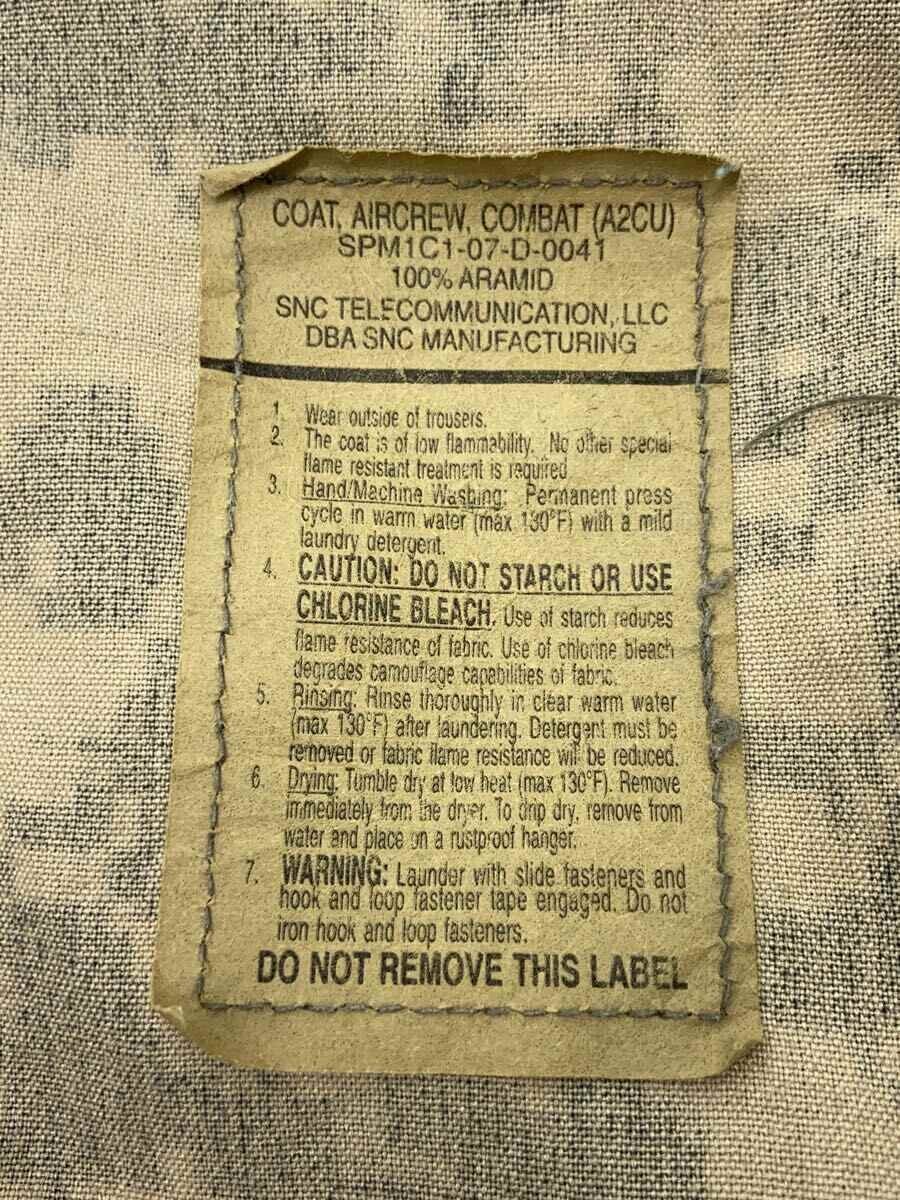 COAT, AIRCREW, COMBAT (A2CU)
SPM1C1-07-D-0041
100% ARAMID
SNC TELECOMMUNICATION, LLC
DBA SNC MANUFACTURING
1. Wear outside of trousers.
2. The coat is of low flammability. No other special
flame resistant treatment is required
3. Hand/Machine Washing: Permanent press
cycle in warm water (max 130°F) with a mild
laundry detergent.
4. CAUTION: DO NOT STARCH OR USE
CHLORINE BLEACH. Use of starch reduces
flame resistance of fabric. Use of chlorine bleach
degrades camouflage capabilities of fabric.
5. Rinsing: Rinse thoroughly in clear warm water
(max 130°F) after laundering. Detergent must be
removed or fabric flame resistance will be reduced.
6. Drying: Tumble dry at low heat (max 130°F). Remove
immediately from the dryer. To drip dry, remove from
water and place on a rustproof hanger.
7. WARNING: Launder with slide fasteners and
hook and loop fastener tape engaged. Do not
iron hook and loop fasteners.
DO NOT REMOVE THIS LABEL